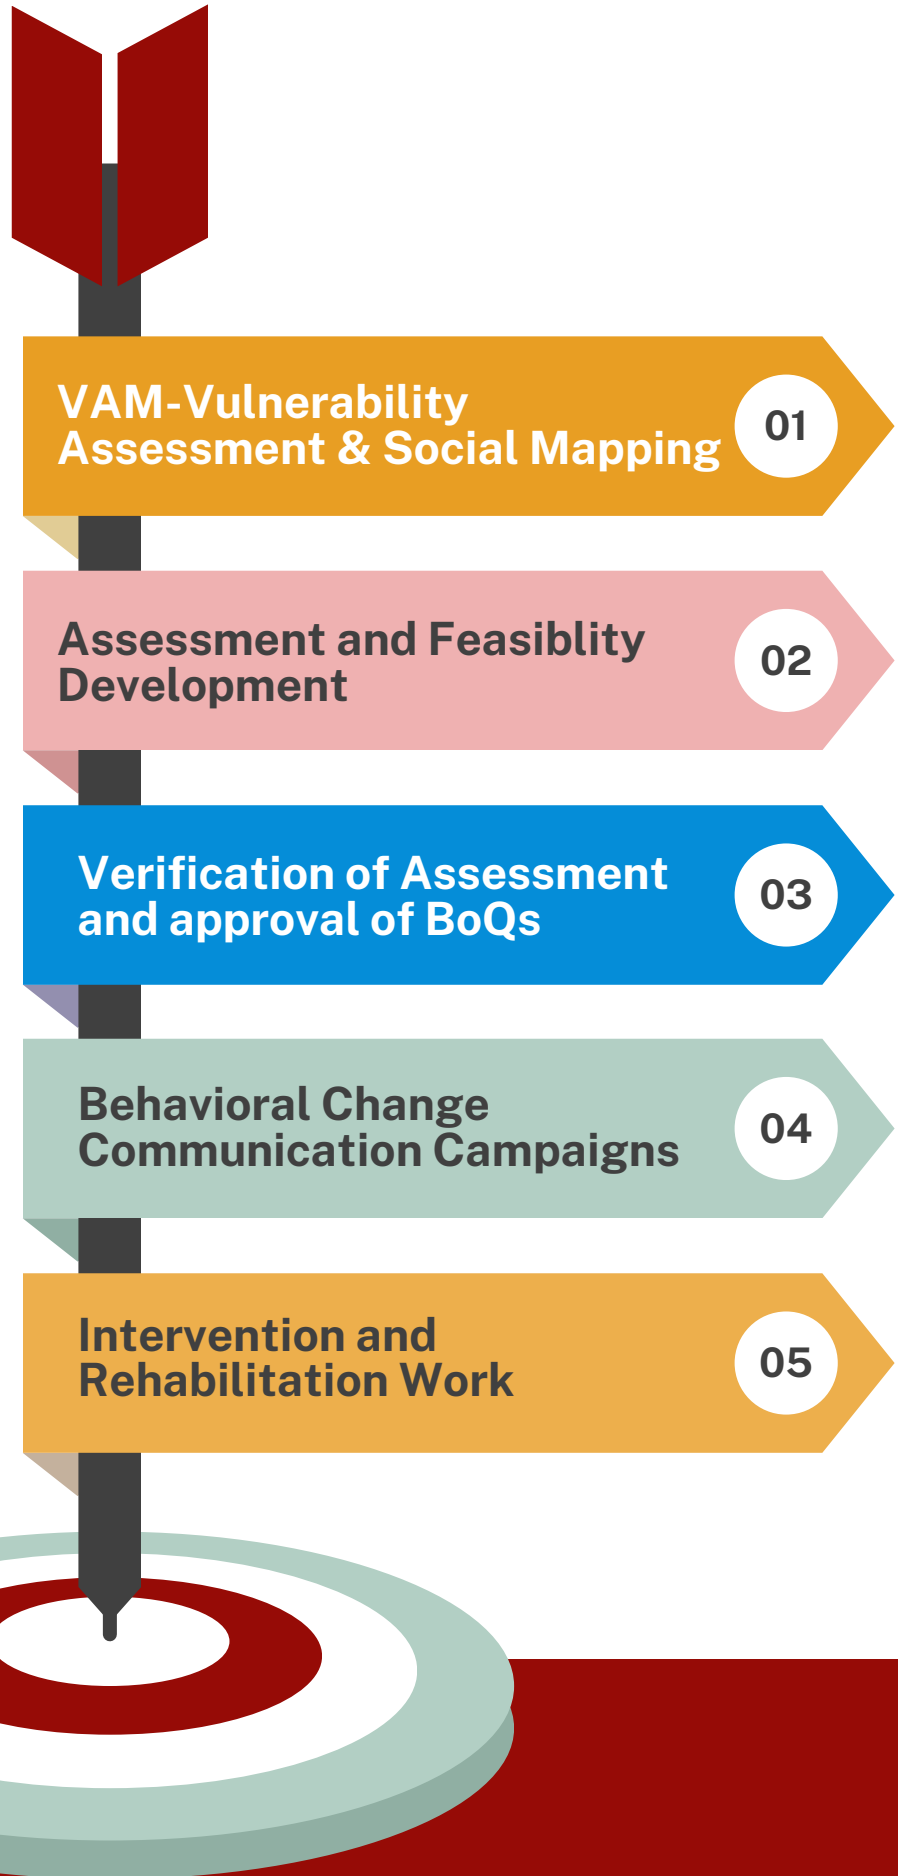 VAM-Vulnerability
Assessment & Social Mapping
01
Assessment and Feasiblity
Development
02
Verification of Assessment
and approval of BoQs
03
Behavioral Change
Communication Campaigns
04
Intervention and
Rehabilitation Work
05